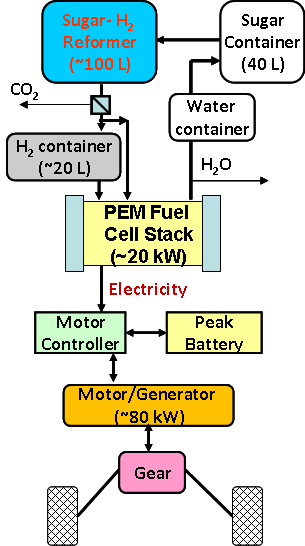 Sugar- H2
Reformer
(~100 L)
Sugar
Container
(40 L)
CO2
Water
container
H2 container
(~20 L)
H2O
PEM Fuel
Cell Stack
(~20 kW)
Electricity
Motor
Controller
Peak
Battery
Motor/Generator
(~80 kW)
Gear